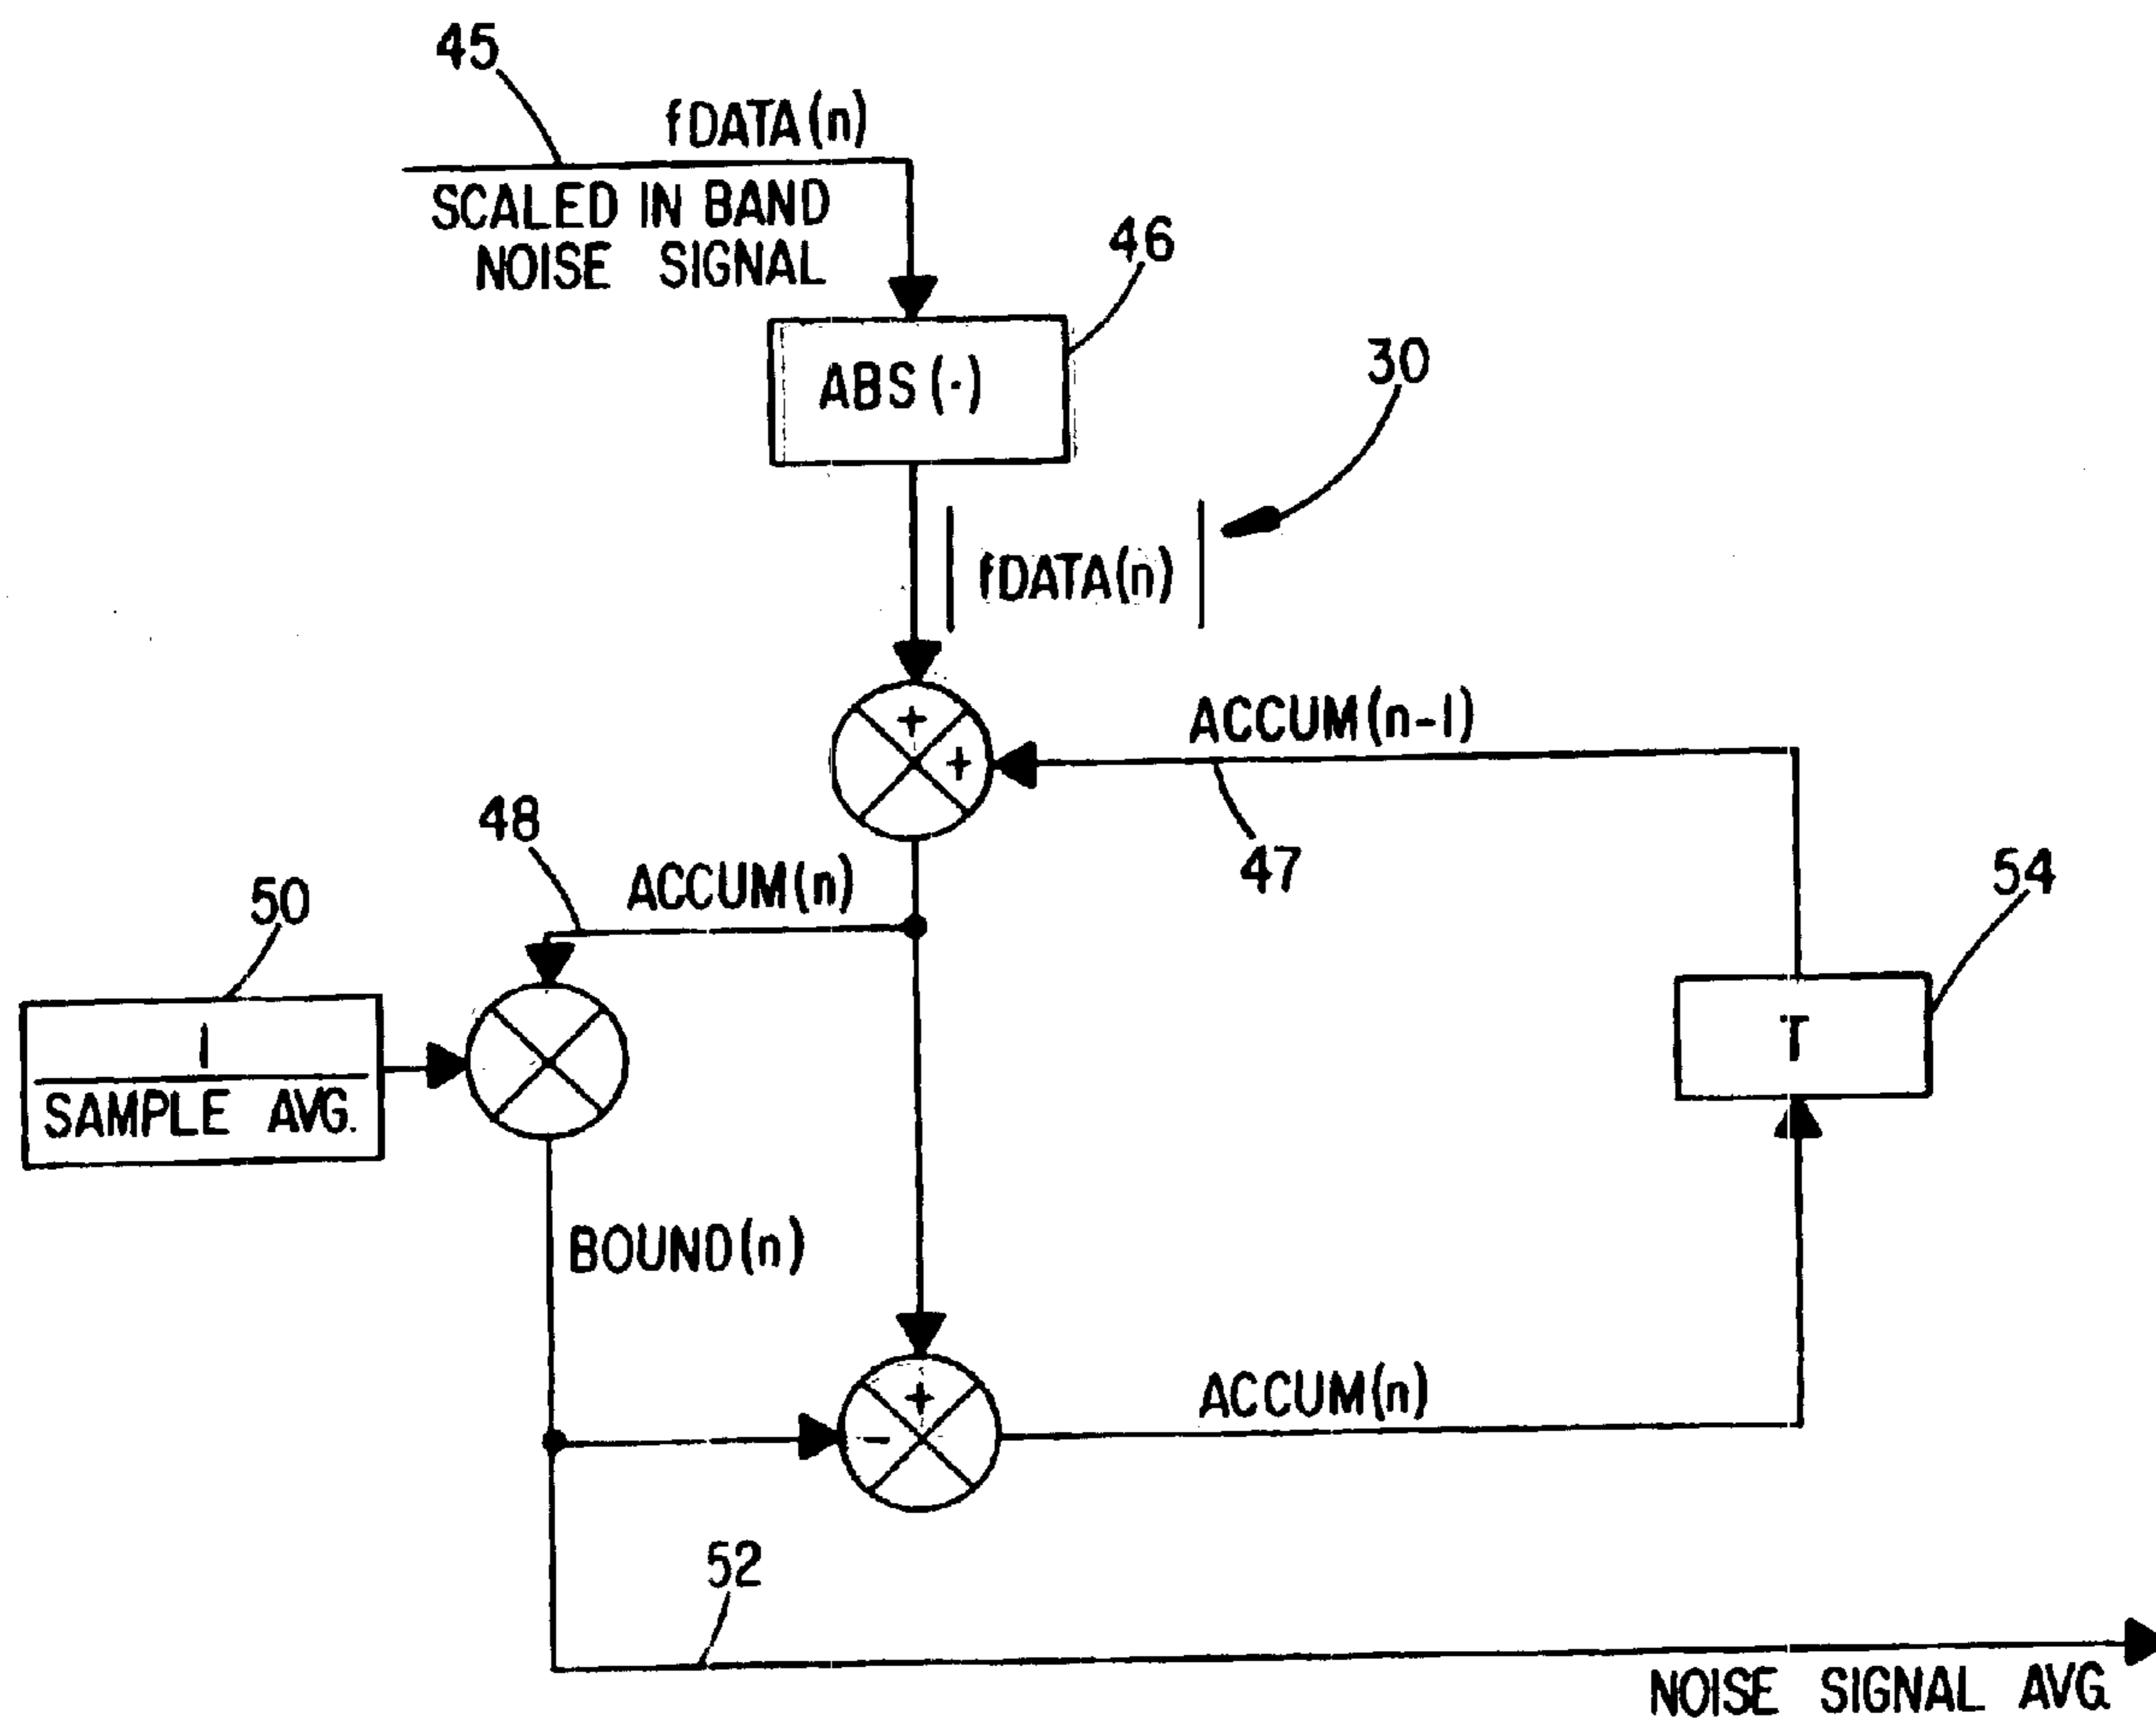 45
fDATA(n)
SCALED IN BAND
NOISE SIGNAL
46
ABS(·)
30
|fDATA(n)|
+
+
ACCUM(n-1)
47
48
ACCUM(n)
50
1
SAMPLE AVG.
54
T
BOUND(n)
+
-
ACCUM(n)
52
NOISE SIGNAL AVG